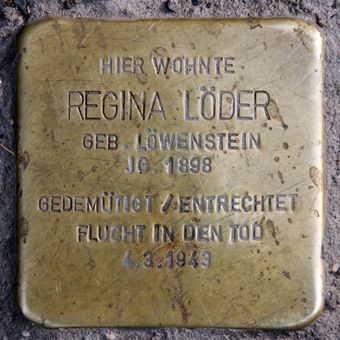 HIER WOHNTE
REGINA LÖDER
GEB. LÖWENSTEIN
JG. 1898
GEDEMÜTIGT / ENTRECHTET
FLUCHT IN DEN TOD
4.3.1943